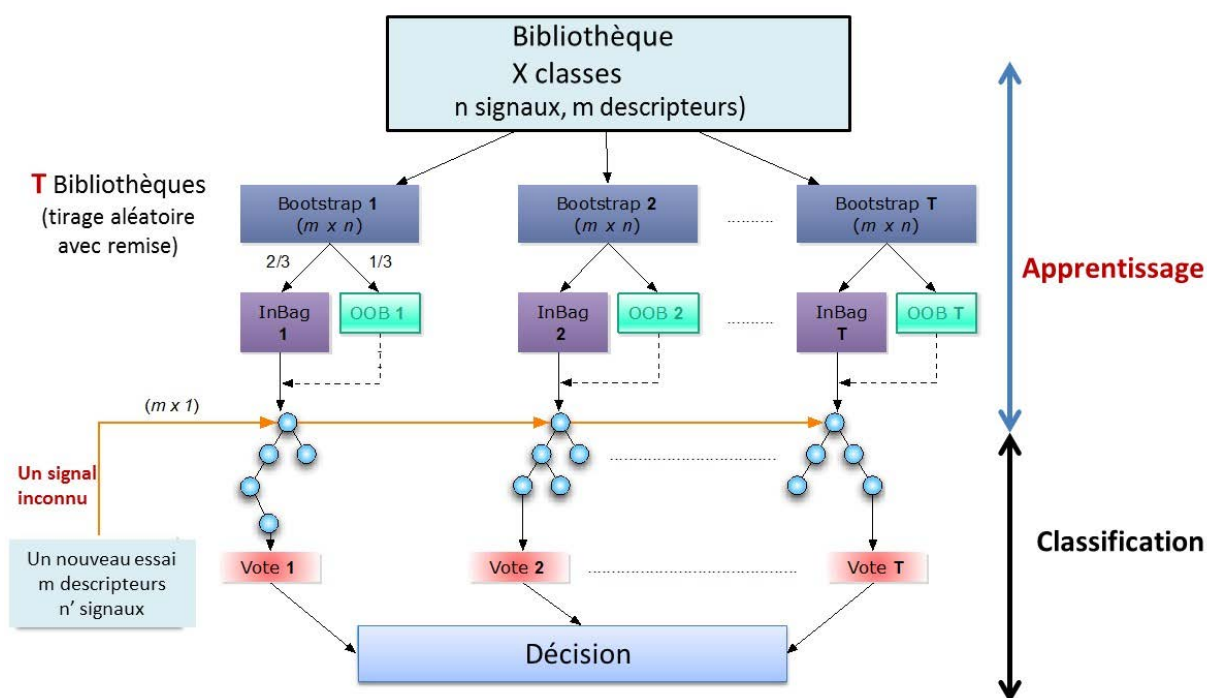 Bibliothèque
X classes
n signaux, m descripteurs)
T Bibliothèques
(tirage aléatoire
avec remise)
Bootstrap 1
(m x n)
Bootstrap 2
(m x n)
..........
Bootstrap T
(m x n)
2/3
1/3
InBag
1
OOB 1
InBag
2
OOB 2
..........
InBag
T
OOB T
Apprentissage
(m x 1)
Un signal
inconnu
Un nouveau essai
m descripteurs
n' signaux
Vote 1
Vote 2
Vote T
Classification
Décision